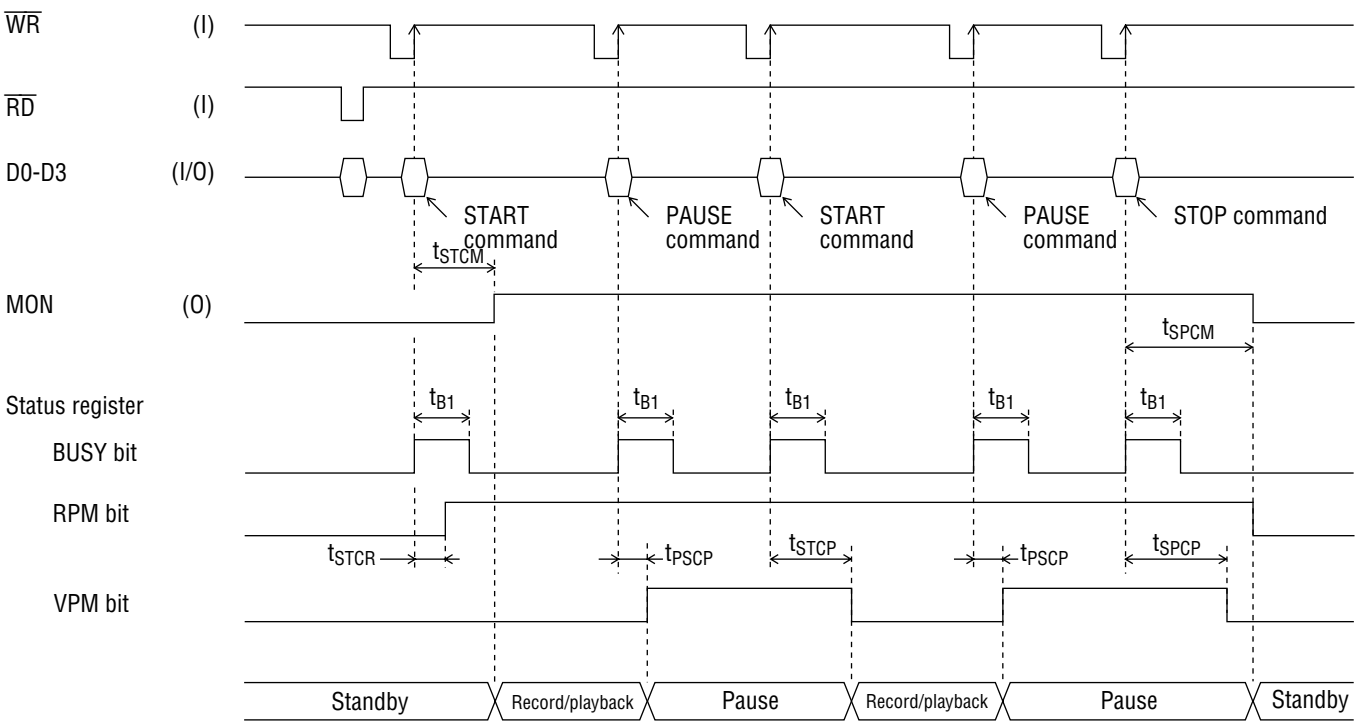 WR (I)
RD (I)
D0-D3 (I/O)
START command
PAUSE command
START command
PAUSE command
STOP command
tSTCM
MON (O)
tSPCM
Status register
tB1 tB1 tB1 tB1 tB1
BUSY bit
RPM bit
tSTCR tPSCP tSTCP tPSCP tSPCP
VPM bit
Standby Record/playback Pause Record/playback Pause Standby